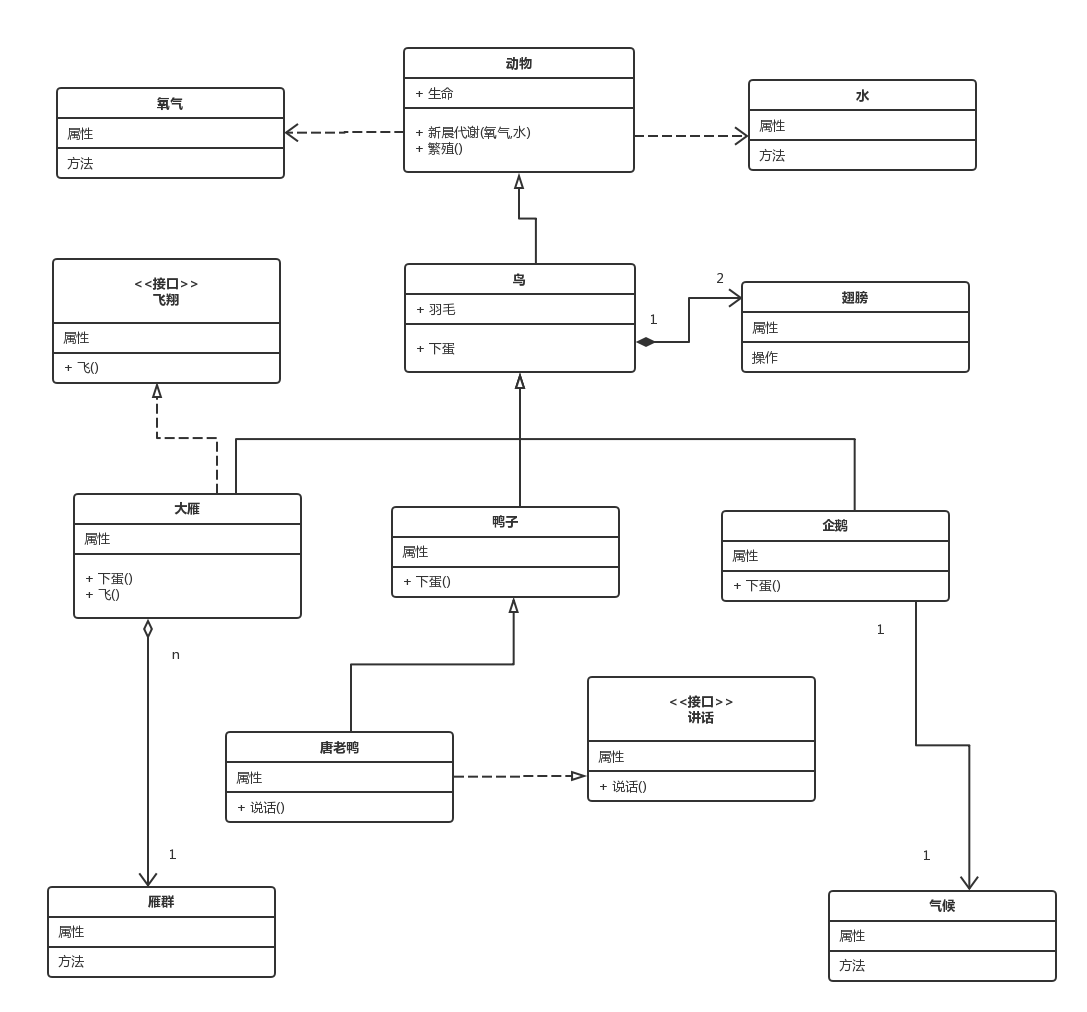 动物
+ 生命
+ 新晨代谢(氧气,水)
+ 繁殖()
氧气
属性
方法
水
属性
方法
<<接口>>
飞翔
属性
+ 飞()
鸟
+ 羽毛
+ 下蛋
1
2
翅膀
属性
操作
大雁
属性
+ 下蛋()
+ 飞()
鸭子
属性
+ 下蛋()
企鹅
属性
+ 下蛋()
n
1
唐老鸭
属性
+ 说话()
<<接口>>
讲话
属性
+ 说话()
1
1
雁群
属性
方法
气候
属性
方法